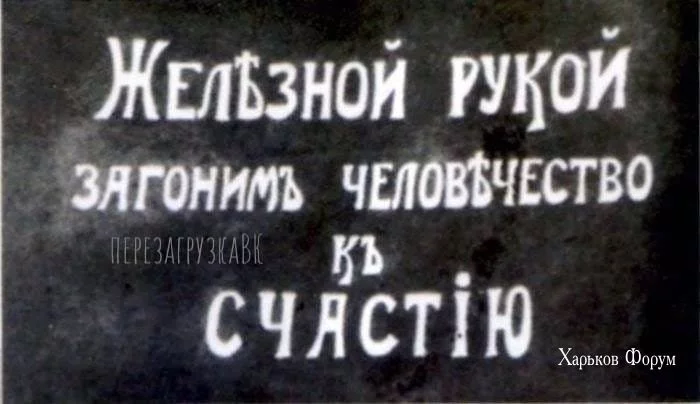 Желѣзной рукой
загонимъ человѣчество
перезагрузкаВК
къ
счастію
Харьков Форум